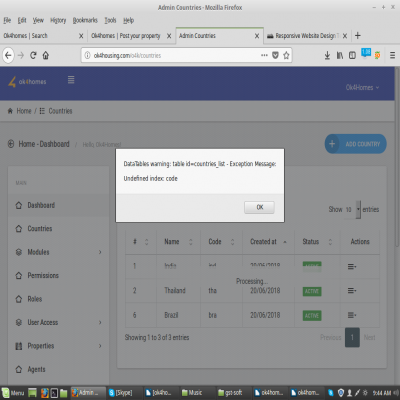 Admin Countries - Mozilla Firefox
File Edit View History Bookmarks Tools Help
Ok4homes | Search
Ok4homes | Post your property
Admin Countries
Responsive Website Design
ok4housing.com/o4k/countries
ok4homes
Ok4Homes
Home / Countries
Home - Dashboard
Hello Ok4Homes!
ADD COUNTRY
MAIN
Dashboard
Countries
Modules
Permissions
Roles
User Access
Properties
Agents
DataTables warning: table id=countries_list - Exception Message:
Undefined index: code
OK
Show 10 entries
# Name Code Created at Status Actions
1 India ind 20/06/2018
Processing...
2 Thailand tha 20/06/2018 ACTIVE
6 Brazil bra 20/06/2018 ACTIVE
Showing 1 to 3 of 3 entries
Previous 1 Next
Menu
Admin ...
[Skype]
[ok4ho...
Music
gst-soft
ok4hom...
ok4hom...
9:44 AM